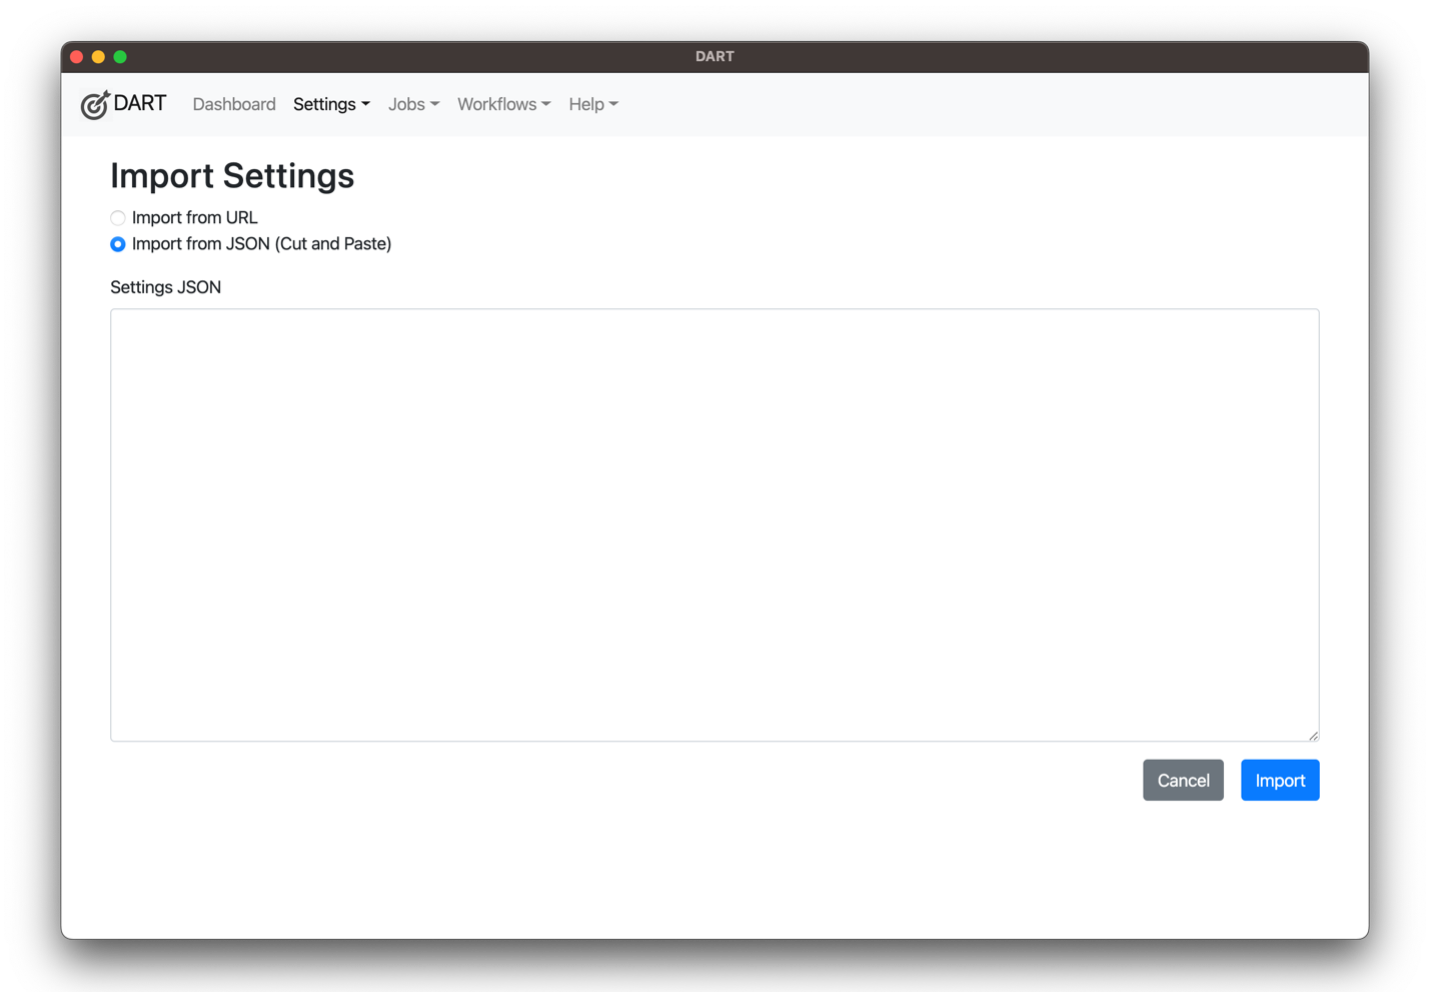 DART
DART Dashboard Settings Jobs Workflows Help
Import Settings
Import from URL
Import from JSON (Cut and Paste)
Settings JSON
Cancel Import